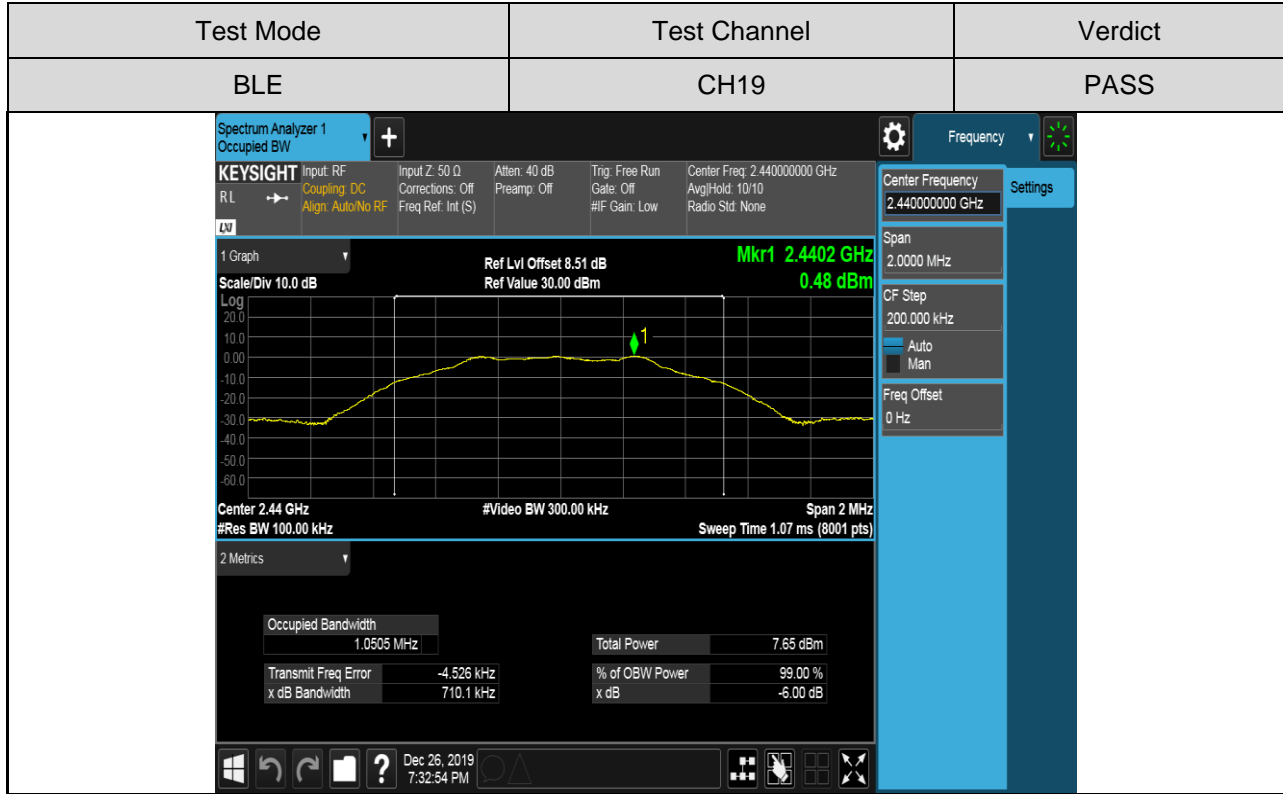 Test Mode Test Channel Verdict
BLE CH19 PASS
Spectrum Analyzer 1
Occupied BW
+
Frequency
KEYSIGHT Input: RF Input Z: 50 Ω Atten: 40 dB Trig: Free Run Center Freq: 2.440000000 GHz
RL Coupling: DC Corrections: Off Preamp: Off Gate: Off Avg|Hold: 10/10
Align: Auto/No RF Freq Ref: Int (S) #IF Gain: Low Radio Std: None
LXI
1 Graph Ref Lvl Offset 8.51 dB Mkr1 2.4402 GHz
Scale/Div 10.0 dB Ref Value 30.00 dBm 0.48 dBm
Log
20.0
10.0
1
0.00
-10.0
-20.0
-30.0
-40.0
-50.0
-60.0
Center 2.44 GHz #Video BW 300.00 kHz Span 2 MHz
#Res BW 100.00 kHz Sweep Time 1.07 ms (8001 pts)
2 Metrics
Occupied Bandwidth
1.0505 MHz Total Power 7.65 dBm
Transmit Freq Error -4.526 kHz % of OBW Power 99.00 %
x dB Bandwidth 710.1 kHz x dB -6.00 dB
? Dec 26, 2019
7:32:54 PM
Center Frequency
2.440000000 GHz
Settings
Span
2.0000 MHz
CF Step
200.000 kHz
Auto
Man
Freq Offset
0 Hz